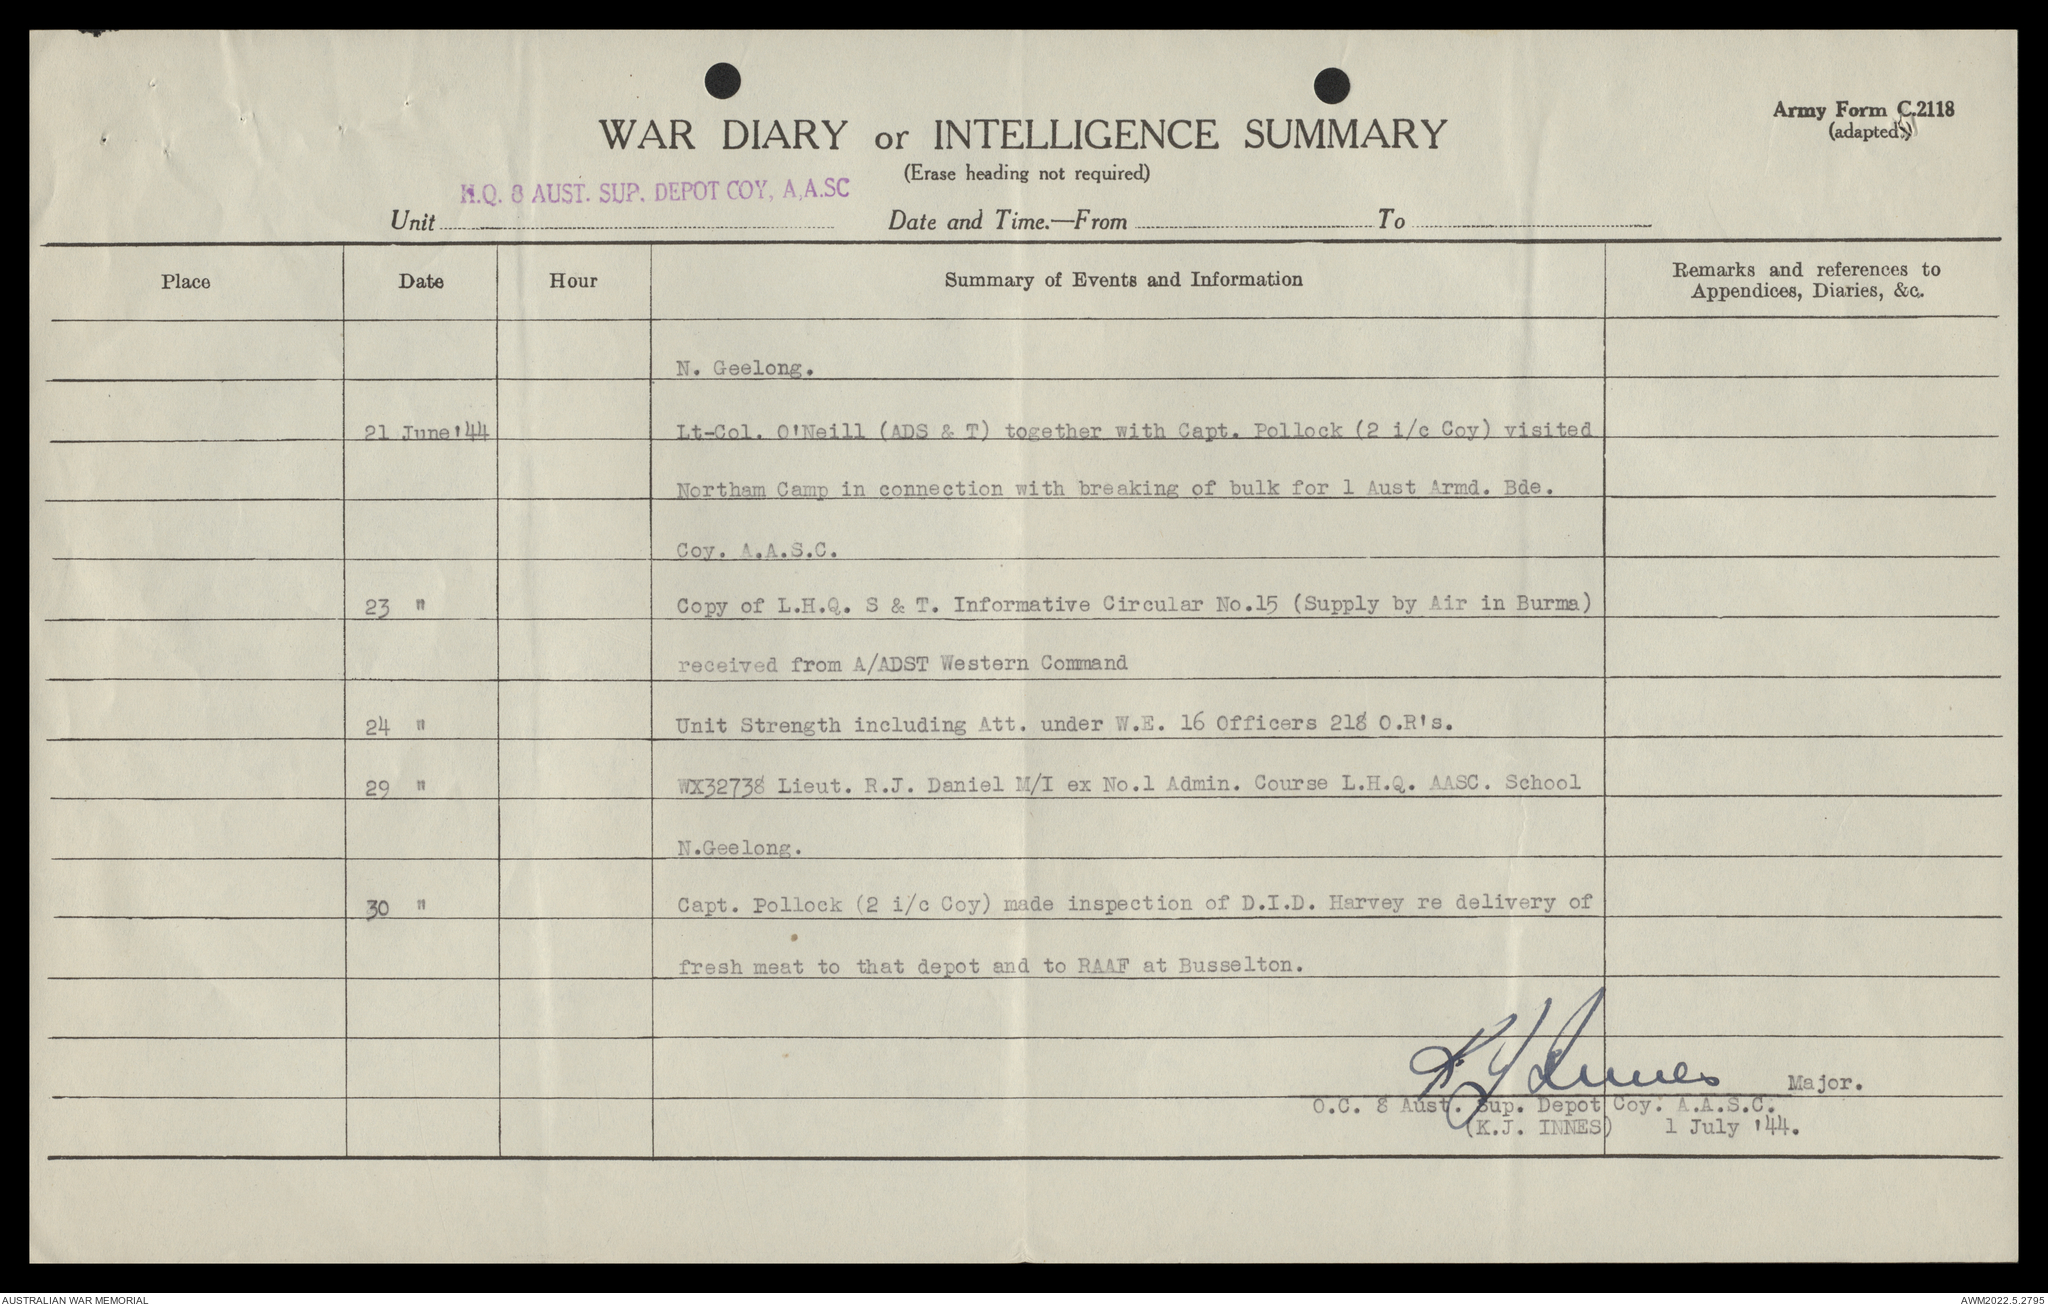 Army Form C.2118
(adapted)
WAR DIARY or INTELLIGENCE SUMMARY
(Erase heading not required)
H.Q. 8 AUST. SUP. DEPOT COY, A.A.SC
Unit Date and Time.—From To
Place Date Hour Summary of Events and Information Remarks and references to
Appendices, Diaries, &c.
N. Geelong.
21 June'44 Lt-Col. O'Neill (ADS & T) together with Capt. Pollock (2 i/c Coy) visited
Northam Camp in connection with breaking of bulk for 1 Aust Armd. Bde.
Coy. A.A.S.C.
23 " Copy of L.H.Q. S & T. Informative Circular No.15 (Supply by Air in Burma)
received from A/ADST Western Command
24 " Unit Strength including Att. under W.E. 16 Officers 218 O.R's.
29 " WX32738 Lieut. R.J. Daniel M/I ex No.1 Admin. Course L.H.Q. AASC. School
N.Geelong.
30 " Capt. Pollock (2 i/c Coy) made inspection of D.I.D. Harvey re delivery of
fresh meat to that depot and to RAAF at Busselton.
K J Innes Major.
O.C. 8 Aust. Sup. Depot Coy. A.A.S.C.
(K.J. INNES) 1 July '44.
AUSTRALIAN WAR MEMORIAL AWM2022.5.2795